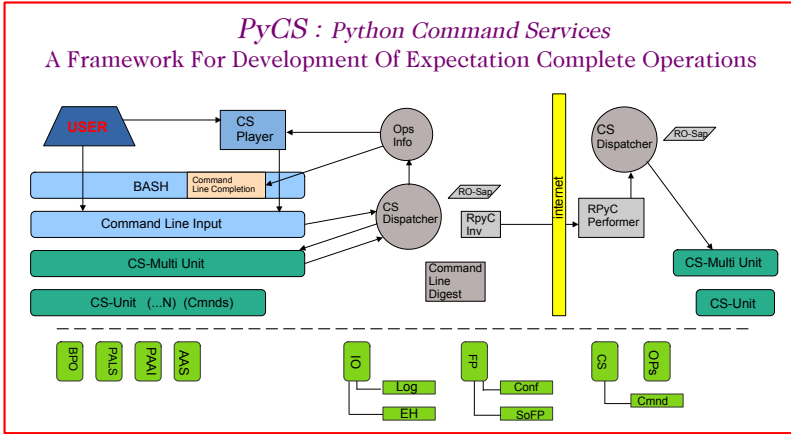 PyCS : Python Command Services
A Framework For Development Of Expectation Complete Operations
USER
CS
Player
Ops
Info
CS
Dispatcher
RO-Sap
BASH
Command
Line Completion
RO-Sap
internet
Command Line Input
CS
Dispatcher
RpyC
Inv
RPyC
Performer
CS-Multi Unit
CS-Multi Unit
Command
Line
Digest
CS-Unit (...N) (Cmnds)
CS-Unit
BPO
PALS
PAAI
AAS
IO
Log
EH
FP
Conf
SoFP
CS
Cmnd
OPs